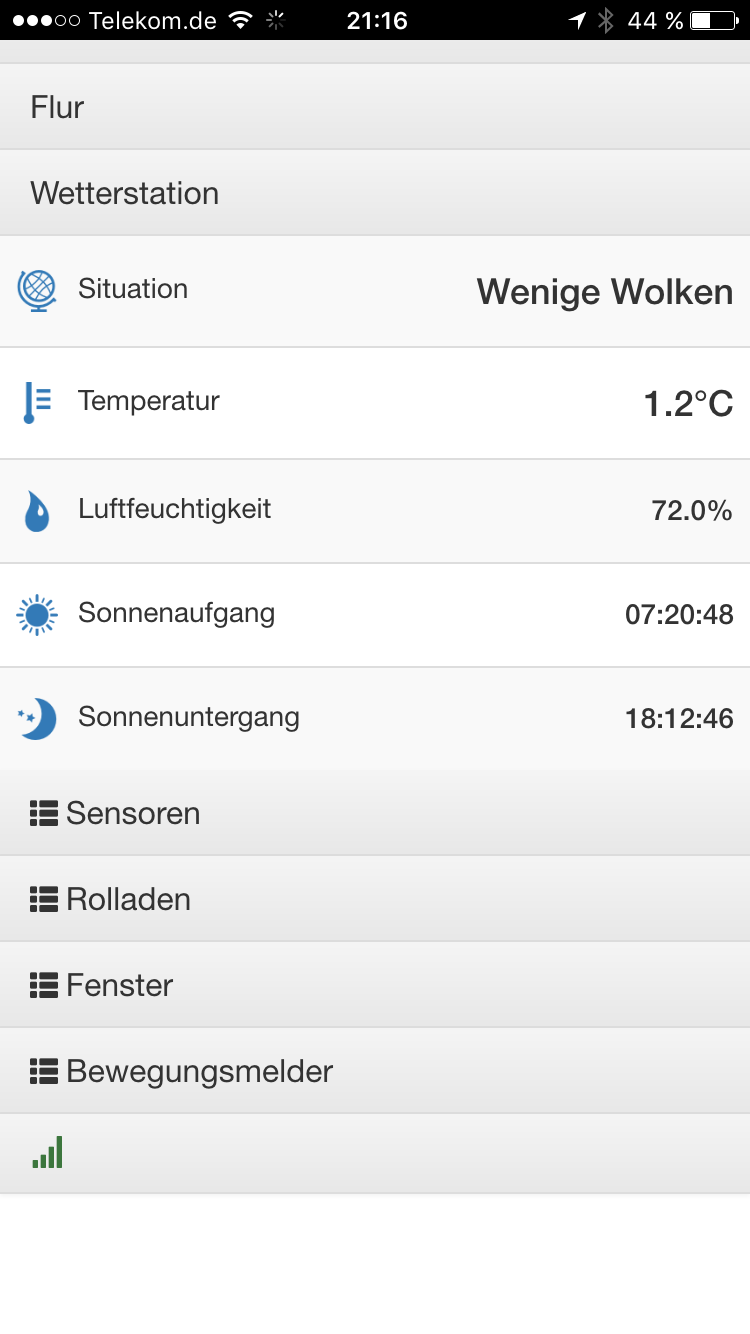 Telekom.de 21:16 44 %
Flur
Wetterstation
Situation Wenige Wolken
Temperatur 1.2°C
Luftfeuchtigkeit 72.0%
Sonnenaufgang 07:20:48
Sonnenuntergang 18:12:46
Sensoren
Rolladen
Fenster
Bewegungsmelder